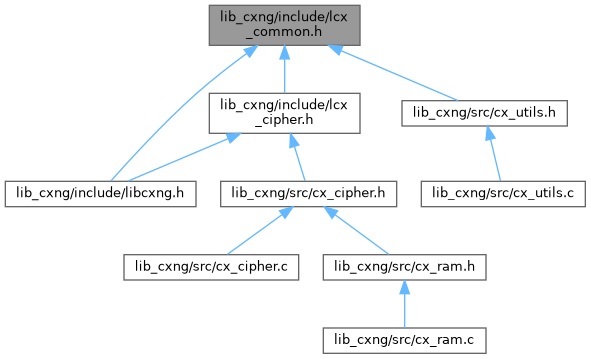 lib_cxng/include/lcx
_common.h
lib_cxng/include/lcx
_cipher.h
lib_cxng/src/cx_utils.h
lib_cxng/include/libcxng.h
lib_cxng/src/cx_cipher.h
lib_cxng/src/cx_utils.c
lib_cxng/src/cx_cipher.c
lib_cxng/src/cx_ram.h
lib_cxng/src/cx_ram.c